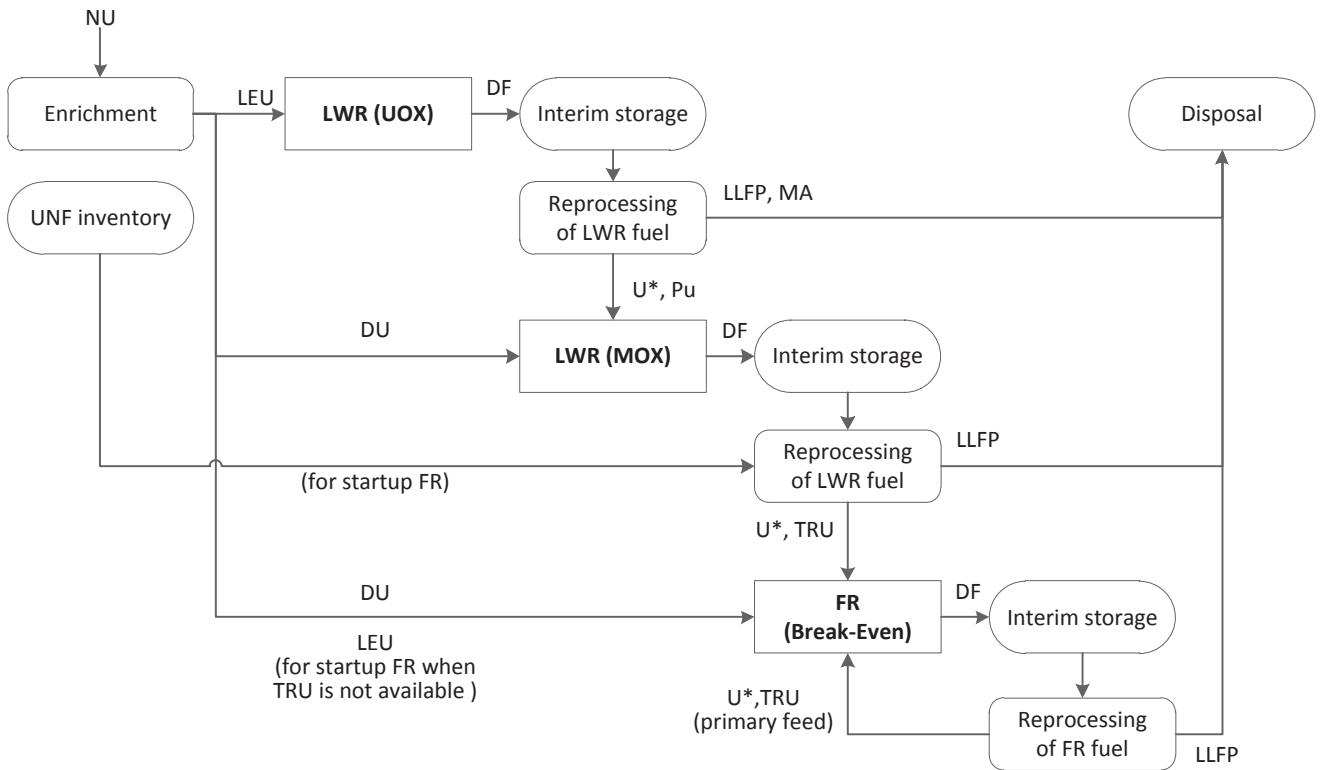 NU
Enrichment
LEU
LWR (UOX)
DF
Interim storage
Disposal
UNF inventory
Reprocessing
of LWR fuel
LLFP, MA
U*, Pu
DU
LWR (MOX)
DF
Interim storage
(for startup FR)
Reprocessing
of LWR fuel
LLFP
U*, TRU
DU
FR
(Break-Even)
DF
Interim storage
LEU
(for startup FR when
TRU is not available )
U*,TRU
(primary feed)
Reprocessing
of FR fuel
LLFP